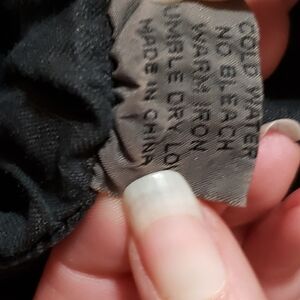 COLD WATER
NO BLEACH
WARM IRON
UMBLE DRY LO
MADE IN CHINA